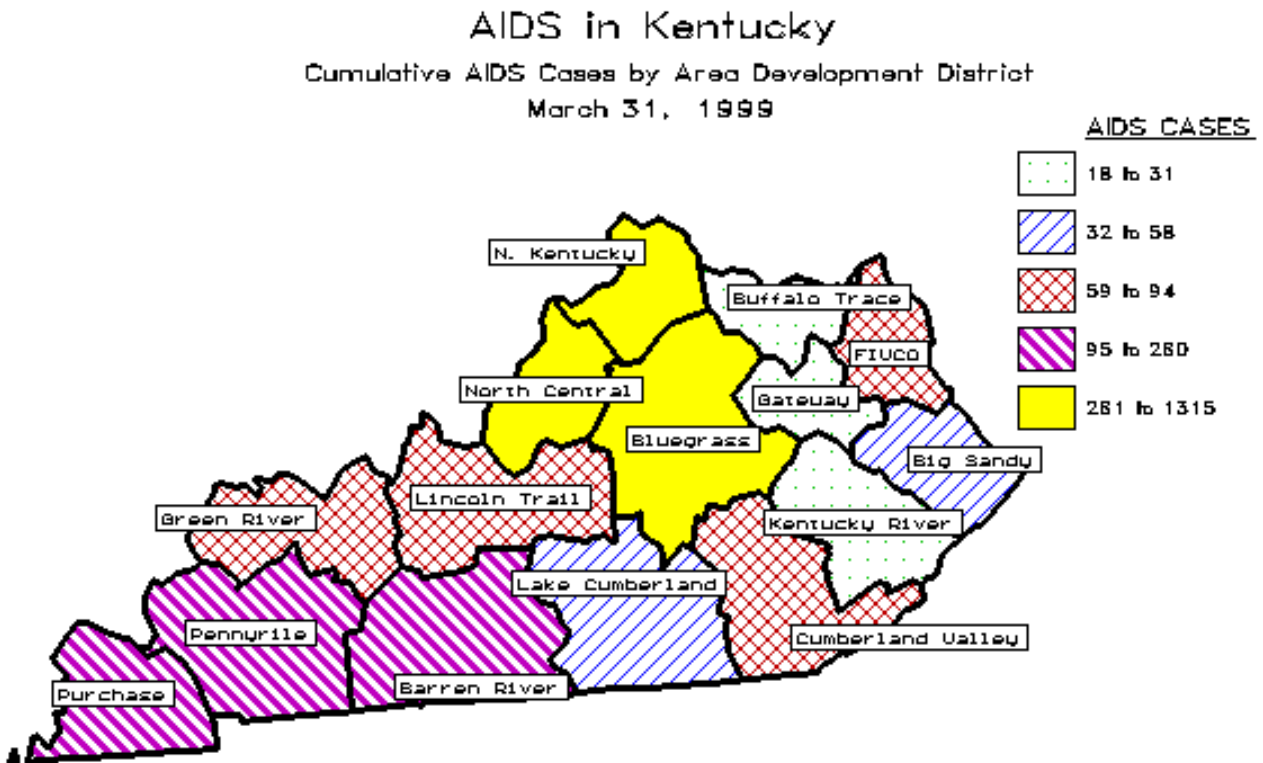 AIDS in Kentucky
Cumulative AIDS Cases by Area Development District
March 31, 1999
AIDS CASES
18 to 31
32 to 58
59 to 94
95 to 260
261 to 1315
N. Kentucky
Buffalo Trace
FIVCO
North Central
Gateway
Bluegrass
Big Sandy
Lincoln Trail
Green River
Kentucky River
Lake Cumberland
Pennyrile
Cumberland Valley
Purchase
Barren River